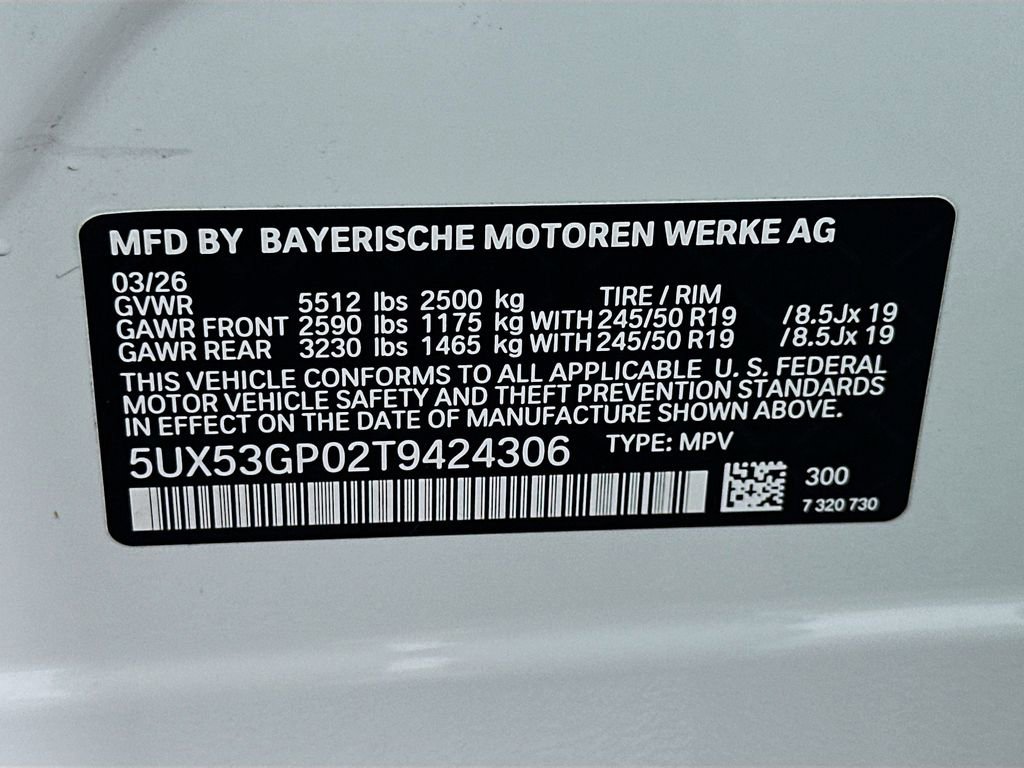 MFD BY BAYERISCHE MOTOREN WERKE AG
03/26
GVWR 5512 lbs 2500 kg TIRE / RIM
GAWR FRONT 2590 lbs 1175 kg WITH 245/50 R19 /8.5Jx 19
GAWR REAR 3230 lbs 1465 kg WITH 245/50 R19 /8.5Jx 19
THIS VEHICLE CONFORMS TO ALL APPLICABLE U. S. FEDERAL
MOTOR VEHICLE SAFETY AND THEFT PREVENTION STANDARDS
IN EFFECT ON THE DATE OF MANUFACTURE SHOWN ABOVE.
5UX53GP02T9424306 TYPE: MPV
300
7 320 730